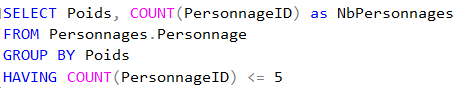 SELECT Poids, COUNT(PersonnageID) as NbPersonnages
FROM Personnages.Personnage
GROUP BY Poids
HAVING COUNT(PersonnageID) <= 5